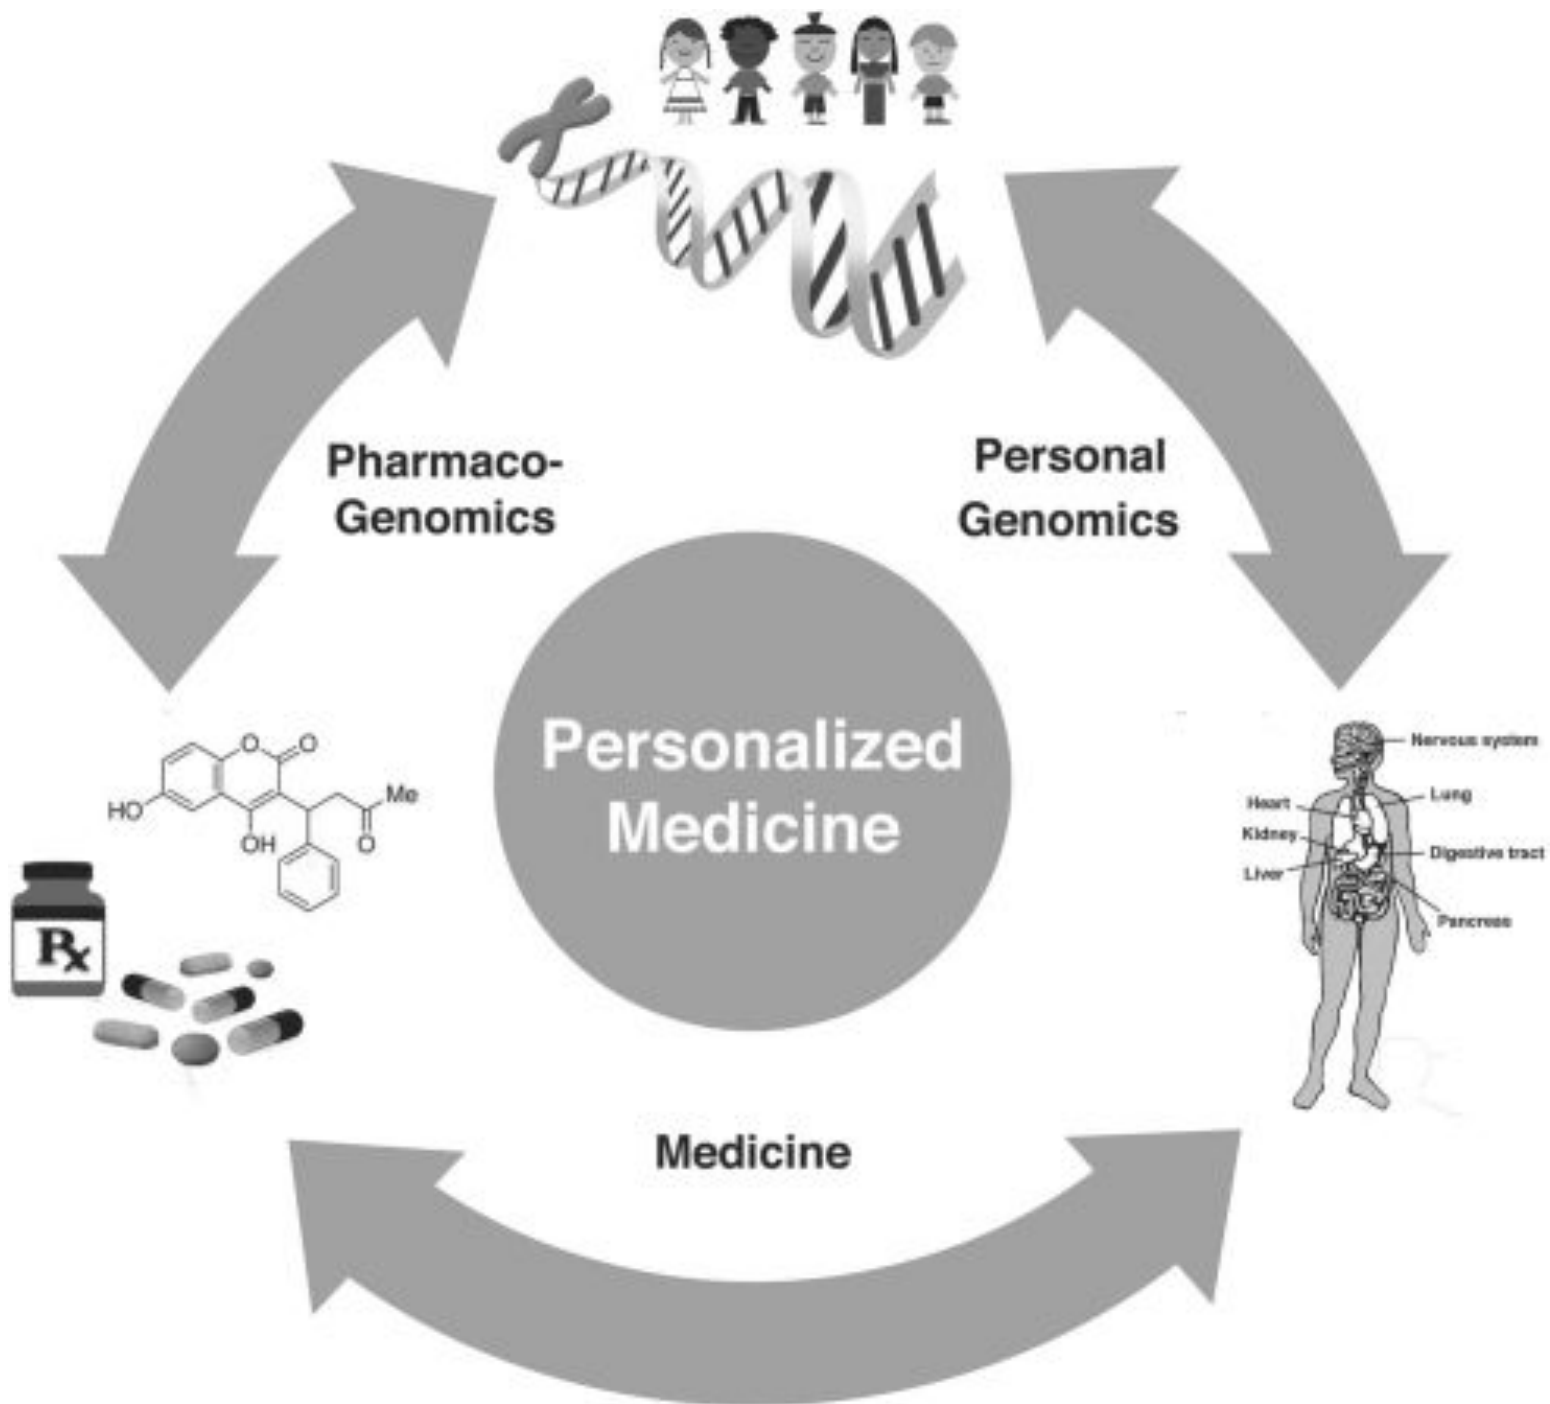 Pharmaco-
Genomics
Personal
Genomics
Personalized
Medicine
O
O
Me
HO
OH
O
Rx
Nervous system
Heart
Lung
Kidney
Digestive tract
Liver
Pancreas
Medicine